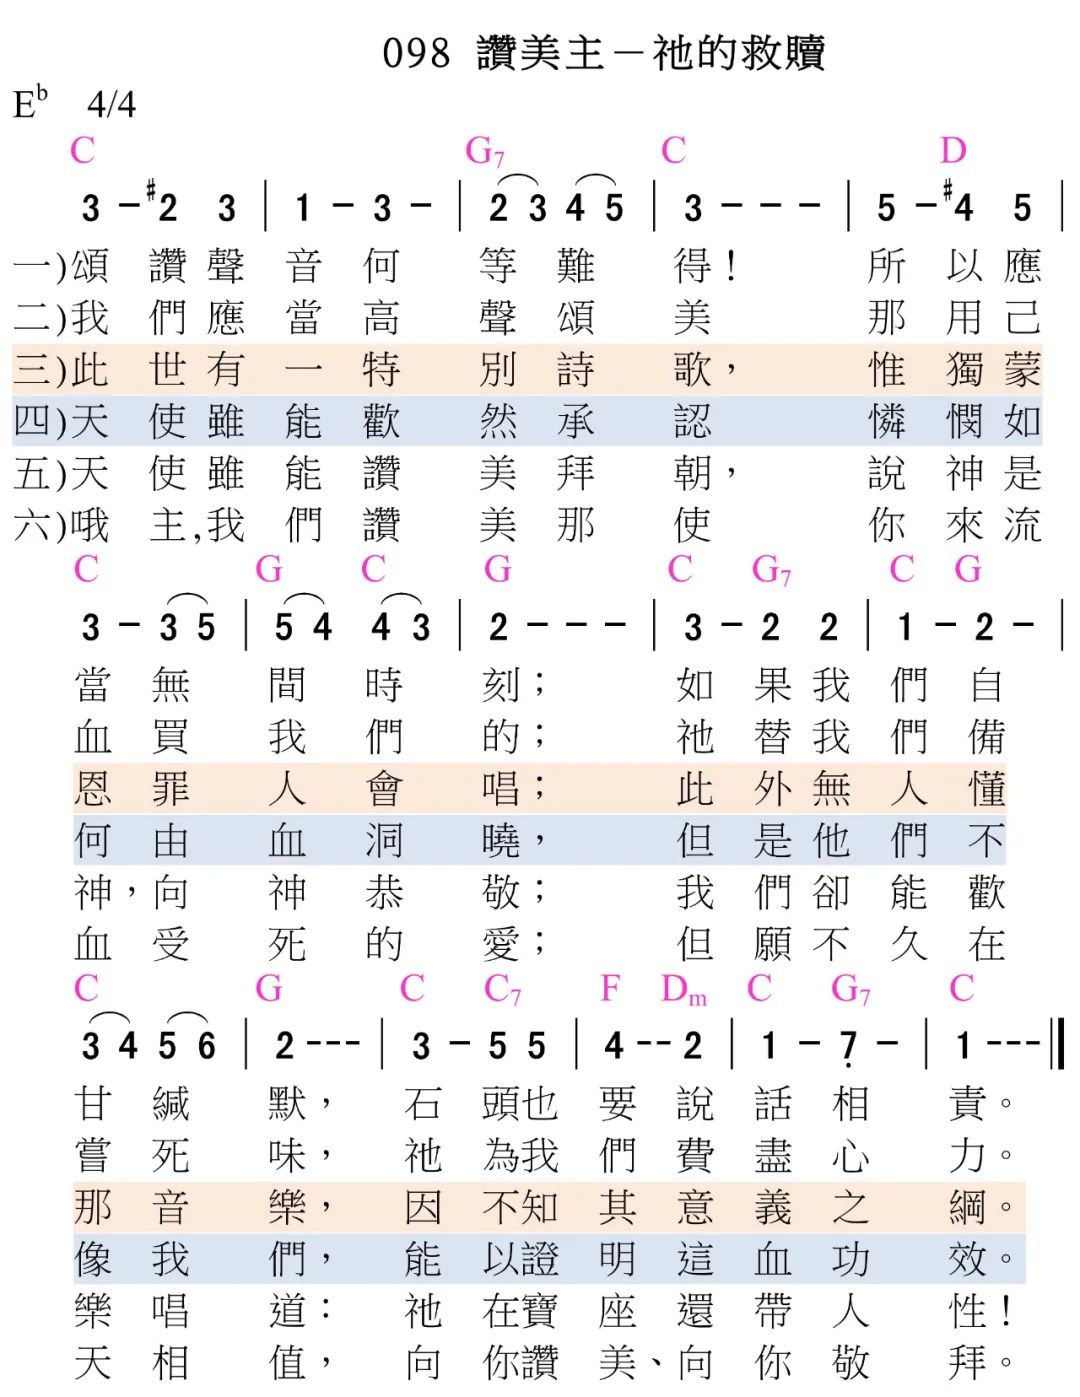 098 讚美主－祂的救贖
E♭ 4/4
C G7 C D
3 - #2 3 | 1 - 3 - | 2 3 4 5 | 3 - - - | 5 - #4 5 |
一)頌 讚 聲 音 何 等 難 得！ 所 以 應
二)我 們 應 當 高 聲 頌 美 那 用 己
三)此 世 有 一 特 別 詩 歌， 惟 獨 蒙
四)天 使 雖 能 歡 然 承 認 憐 憫 如
五)天 使 雖 能 讚 美 拜 朝， 說 神 是
六)哦 主,我 們 讚 美 那 使 你 來 流
C G C G C G7 C G
3 - 3 5 | 5 4 4 3 | 2 - - - | 3 - 2 2 | 1 - 2 - |
當 無 間 時 刻； 如 果 我 們 自
血 買 我 們 的； 祂 替 我 們 備
恩 罪 人 會 唱； 此 外 無 人 懂
何 由 血 洞 曉， 但 是 他 們 不
神，向 神 恭 敬； 我 們 卻 能 歡
血 受 死 的 愛； 但 願 不 久 在
C G C C7 F Dm C G7 C
3 4 5 6 | 2 - - - | 3 - 5 5 | 4 - - 2 | 1 - 7̣ - | 1 - - - ‖
甘 緘 默， 石 頭也 要 說 話 相 責。
嘗 死 味， 祂 為我 們 費 盡 心 力。
那 音 樂， 因 不知 其 意 義 之 綱。
像 我 們， 能 以證 明 這 血 功 效。
樂 唱 道： 祂 在寶 座 還 帶 人 性！
天 相 值， 向 你讚 美、向 你 敬 拜。